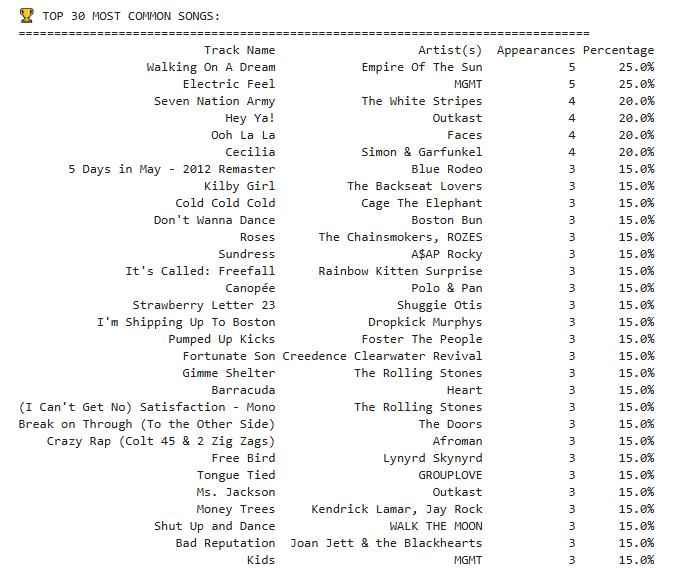 🏆 TOP 30 MOST COMMON SONGS:
================================================================================
Track Name Artist(s) Appearances Percentage
Walking On A Dream Empire Of The Sun 5 25.0%
Electric Feel MGMT 5 25.0%
Seven Nation Army The White Stripes 4 20.0%
Hey Ya! Outkast 4 20.0%
Ooh La La Faces 4 20.0%
Cecilia Simon & Garfunkel 4 20.0%
5 Days in May - 2012 Remaster Blue Rodeo 3 15.0%
Kilby Girl The Backseat Lovers 3 15.0%
Cold Cold Cold Cage The Elephant 3 15.0%
Don't Wanna Dance Boston Bun 3 15.0%
Roses The Chainsmokers, ROZES 3 15.0%
Sundress A$AP Rocky 3 15.0%
It's Called: Freefall Rainbow Kitten Surprise 3 15.0%
Canopée Polo & Pan 3 15.0%
Strawberry Letter 23 Shuggie Otis 3 15.0%
I'm Shipping Up To Boston Dropkick Murphys 3 15.0%
Pumped Up Kicks Foster The People 3 15.0%
Fortunate Son Creedence Clearwater Revival 3 15.0%
Gimme Shelter The Rolling Stones 3 15.0%
Barracuda Heart 3 15.0%
(I Can't Get No) Satisfaction - Mono The Rolling Stones 3 15.0%
Break on Through (To the Other Side) The Doors 3 15.0%
Crazy Rap (Colt 45 & 2 Zig Zags) Afroman 3 15.0%
Free Bird Lynyrd Skynyrd 3 15.0%
Tongue Tied GROUPLOVE 3 15.0%
Ms. Jackson Outkast 3 15.0%
Money Trees Kendrick Lamar, Jay Rock 3 15.0%
Shut Up and Dance WALK THE MOON 3 15.0%
Bad Reputation Joan Jett & the Blackhearts 3 15.0%
Kids MGMT 3 15.0%